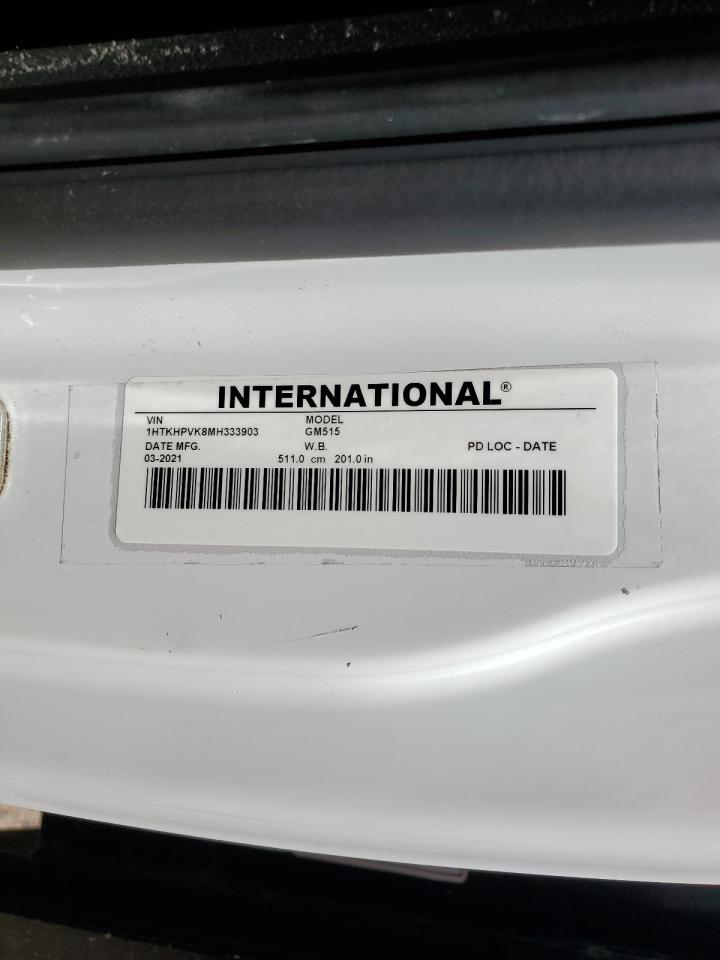 INTERNATIONAL®
VIN MODEL
1HTKHPVK8MH333903 GM515
DATE MFG. W.B. PD LOC - DATE
03-2021 511.0 cm 201.0 in